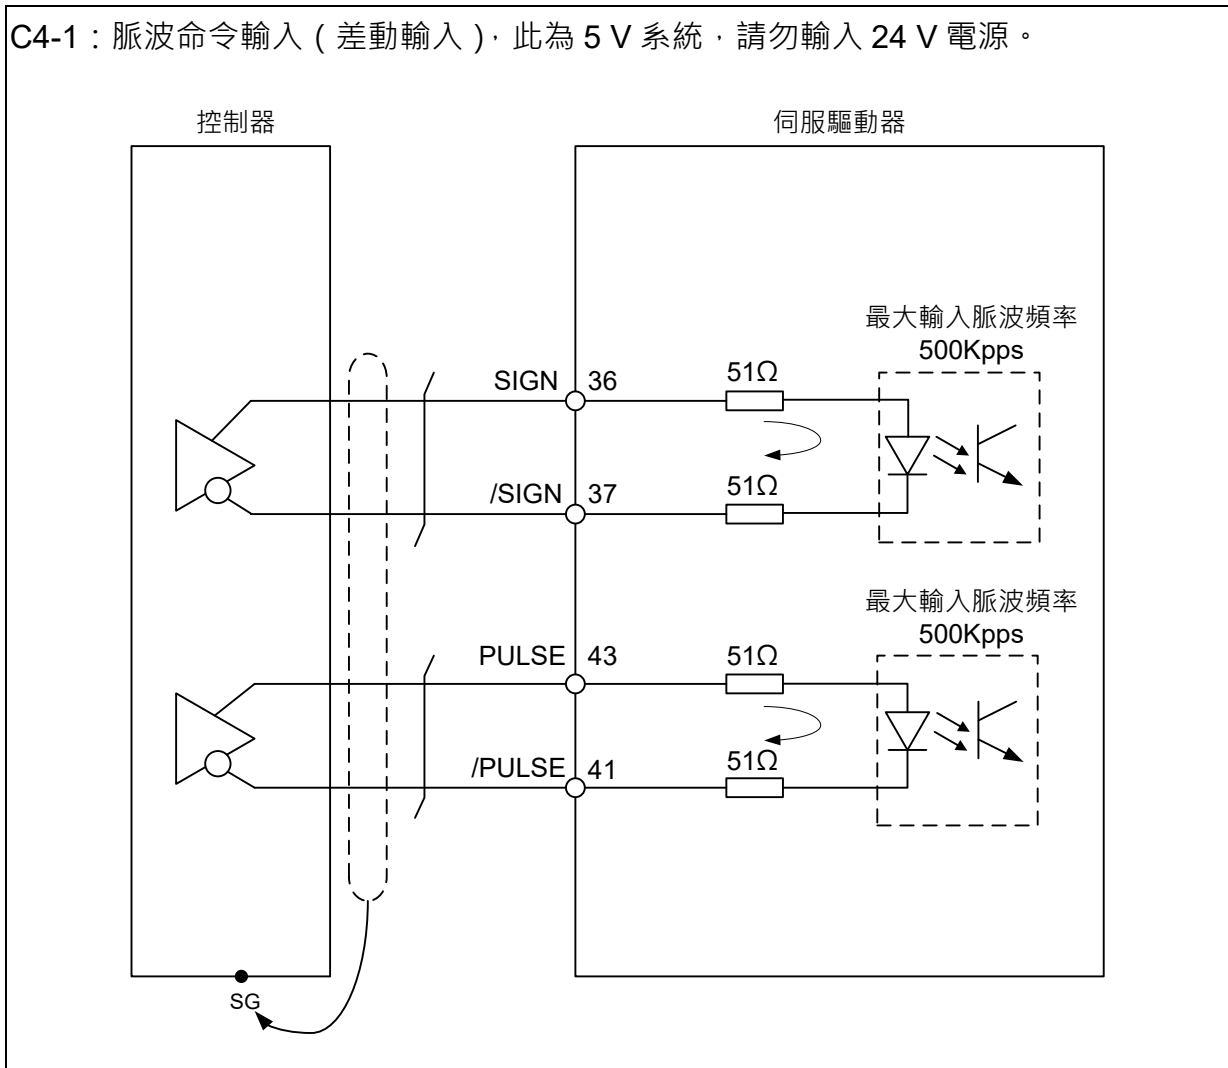 C4-1：脈波命令輸入（差動輸入），此為 5 V 系統，請勿輸入 24 V 電源。
控制器
伺服驅動器
最大輸入脈波頻率
500Kpps
SIGN
36
51Ω
/SIGN
37
51Ω
最大輸入脈波頻率
500Kpps
PULSE
43
51Ω
/PULSE
41
51Ω
SG